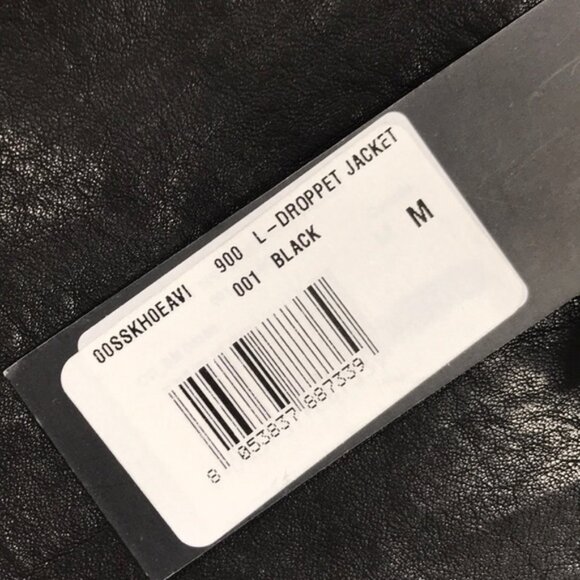 00SSKH0EAVI 900 L-DROPPET JACKET
001 BLACK M
8 053837 887339